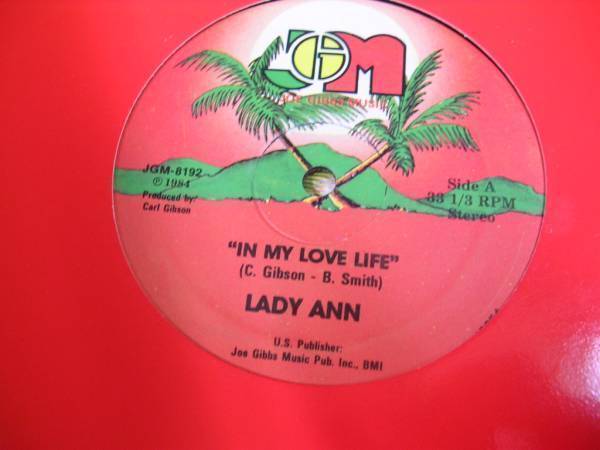 JGM
JOE GIBBS MUSIC
JGM-8192
℗ 1984
Produced by:
Carl Gibson
Side A
33 1/3 RPM
Stereo
"IN MY LOVE LIFE"
(C. Gibson - B. Smith)
LADY ANN
U.S. Publisher:
Joe Gibbs Music Pub. Inc., BMI